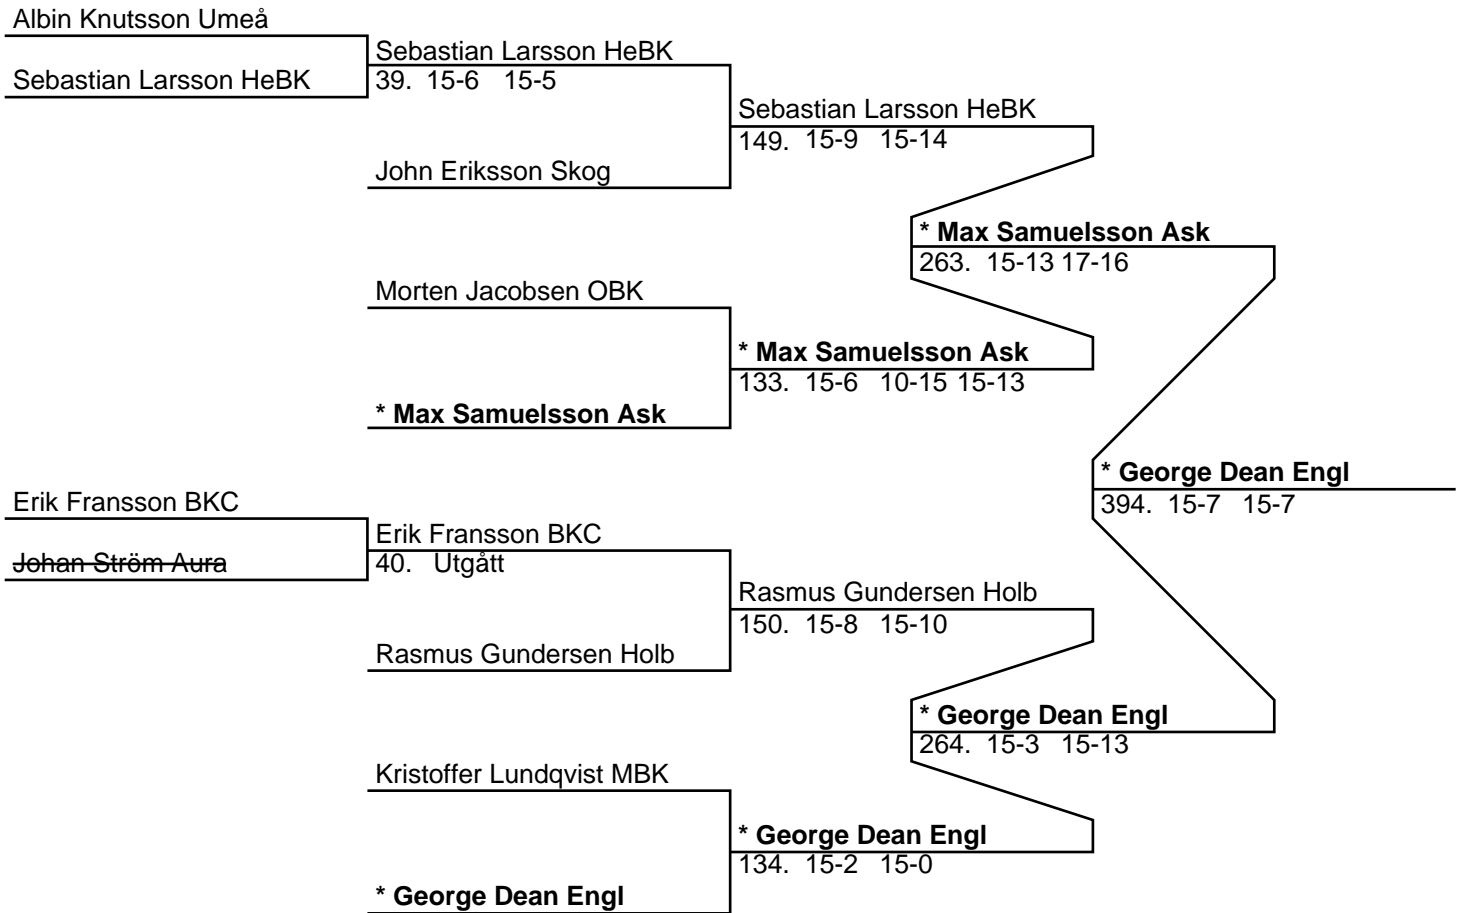 Albin Knutsson Umeå
Sebastian Larsson HeBK
Sebastian Larsson HeBK
39. 15-6 15-5
Sebastian Larsson HeBK
149. 15-9 15-14
John Eriksson Skog
* Max Samuelsson Ask
263. 15-13 17-16
Morten Jacobsen OBK
* Max Samuelsson Ask
133. 15-6 10-15 15-13
* Max Samuelsson Ask
* George Dean Engl
394. 15-7 15-7
Erik Fransson BKC
Erik Fransson BKC
Johan Ström Aura
40. Utgått
Rasmus Gundersen Holb
150. 15-8 15-10
Rasmus Gundersen Holb
* George Dean Engl
264. 15-3 15-13
Kristoffer Lundqvist MBK
* George Dean Engl
134. 15-2 15-0
* George Dean Engl